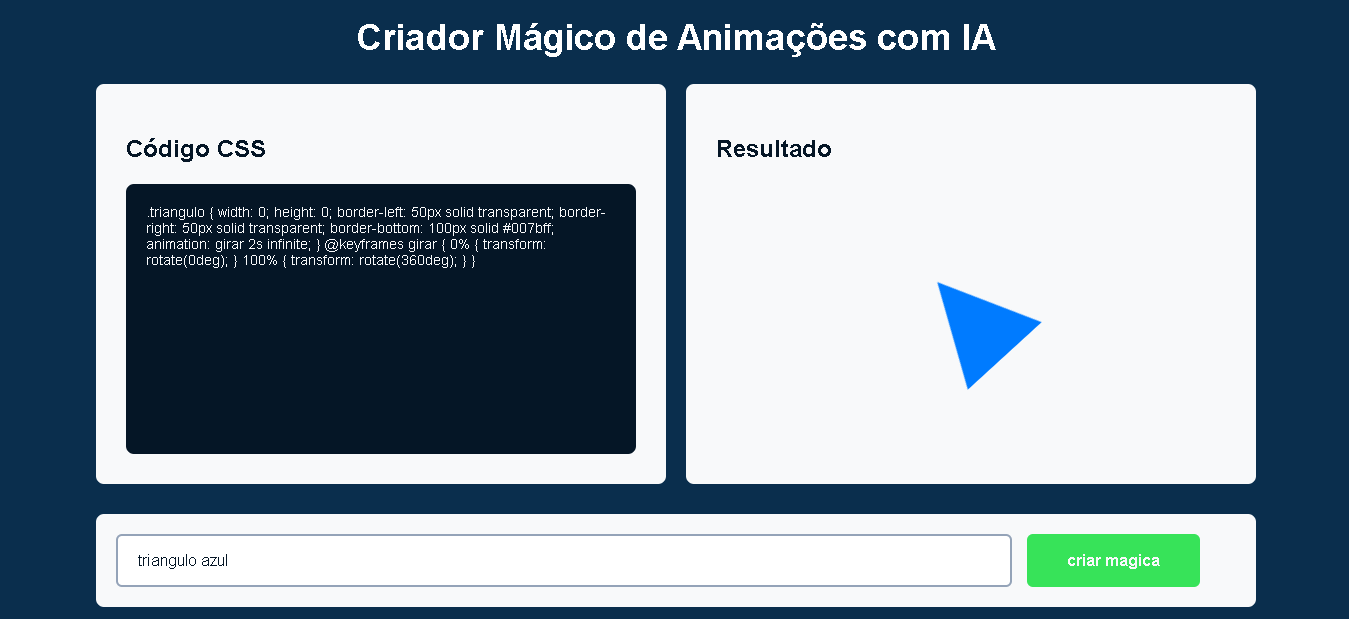 Criador Mágico de Animações com IA
Código CSS
.triangulo { width: 0; height: 0; border-left: 50px solid transparent; border-
right: 50px solid transparent; border-bottom: 100px solid #007bff;
animation: girar 2s infinite; } @keyframes girar { 0% { transform:
rotate(0deg); } 100% { transform: rotate(360deg); } }
Resultado
triangulo azul
criar magica